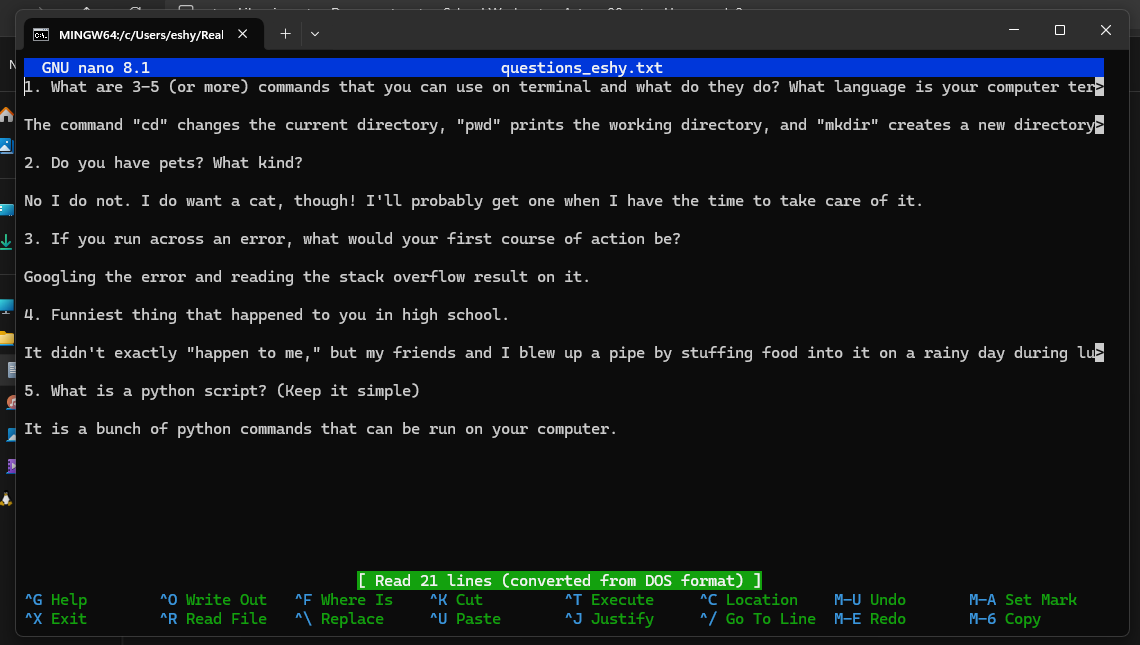 MINGW64:/c/Users/eshy/Real
GNU nano 8.1 questions_eshy.txt
1. What are 3-5 (or more) commands that you can use on terminal and what do they do? What language is your computer ter>
The command "cd" changes the current directory, "pwd" prints the working directory, and "mkdir" creates a new directory>
2. Do you have pets? What kind?
No I do not. I do want a cat, though! I'll probably get one when I have the time to take care of it.
3. If you run across an error, what would your first course of action be?
Googling the error and reading the stack overflow result on it.
4. Funniest thing that happened to you in high school.
It didn't exactly "happen to me," but my friends and I blew up a pipe by stuffing food into it on a rainy day during lu>
5. What is a python script? (Keep it simple)
It is a bunch of python commands that can be run on your computer.
[ Read 21 lines (converted from DOS format) ]
^G Help ^O Write Out ^F Where Is ^K Cut ^T Execute ^C Location M-U Undo M-A Set Mark
^X Exit ^R Read File ^\ Replace ^U Paste ^J Justify ^/ Go To Line M-E Redo M-6 Copy